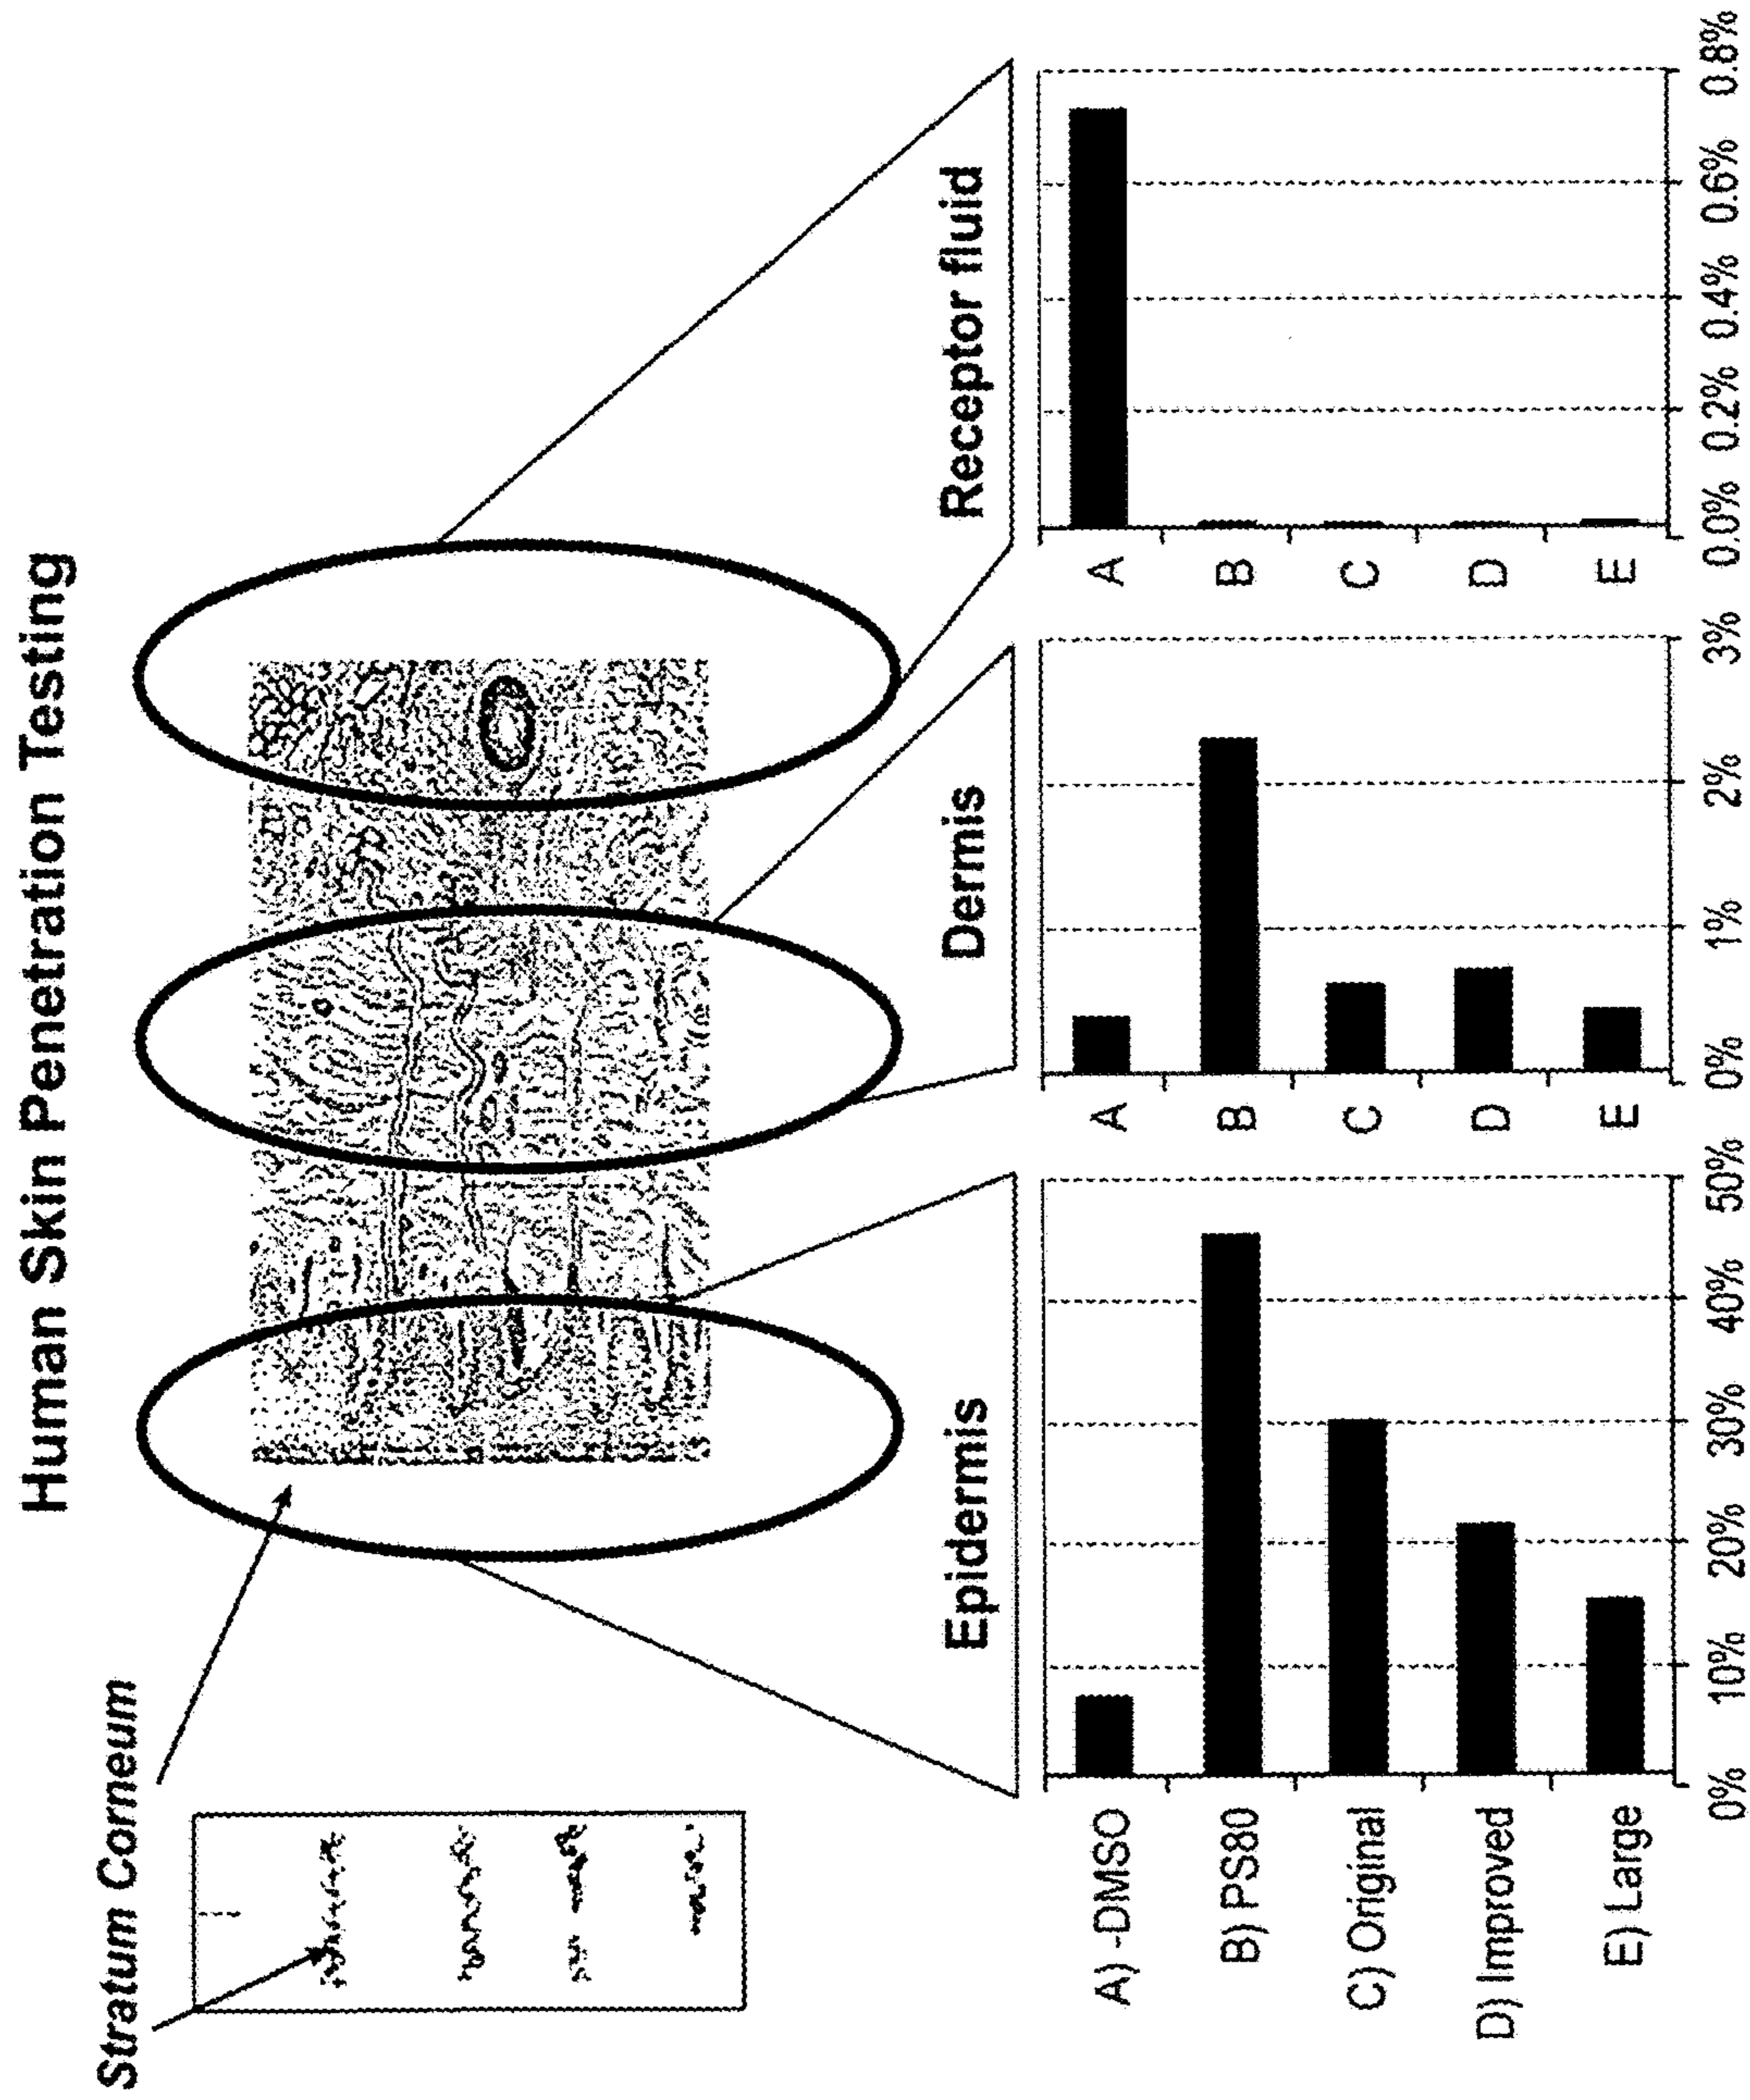 Human Skin Penetration Testing
Stratum Corneum
Epidermis
Dermis
Receptor fluid
A) -DMSO
B) PS80
C) Original
D) Improved
E) Large
0% 10% 20% 30% 40% 50%
A
B
C
D
E
0% 1% 2% 3%
A
B
C
D
E
0.0% 0.2% 0.4% 0.6% 0.8%